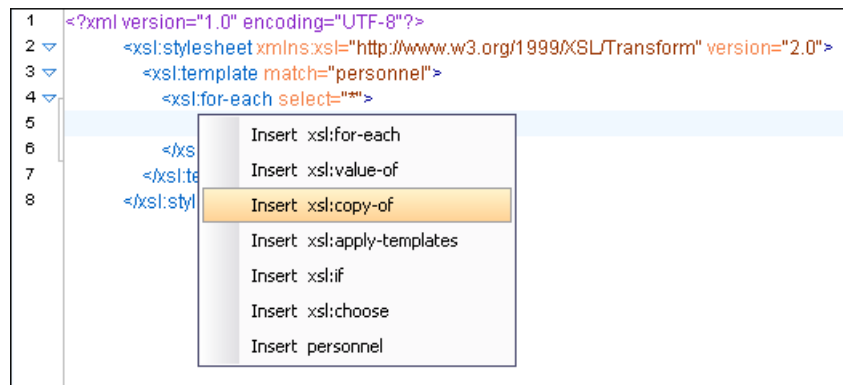 1 <?xml version="1.0" encoding="UTF-8"?>
2 <xsl:stylesheet xmlns:xsl="http://www.w3.org/1999/XSL/Transform" version="2.0">
3 <xsl:template match="personnel">
4 <xsl:for-each select="*">
5
6 </xs
7 </xsl:te
8 </xsl:styl
Insert xsl:for-each
Insert xsl:value-of
Insert xsl:copy-of
Insert xsl:apply-templates
Insert xsl:if
Insert xsl:choose
Insert personnel